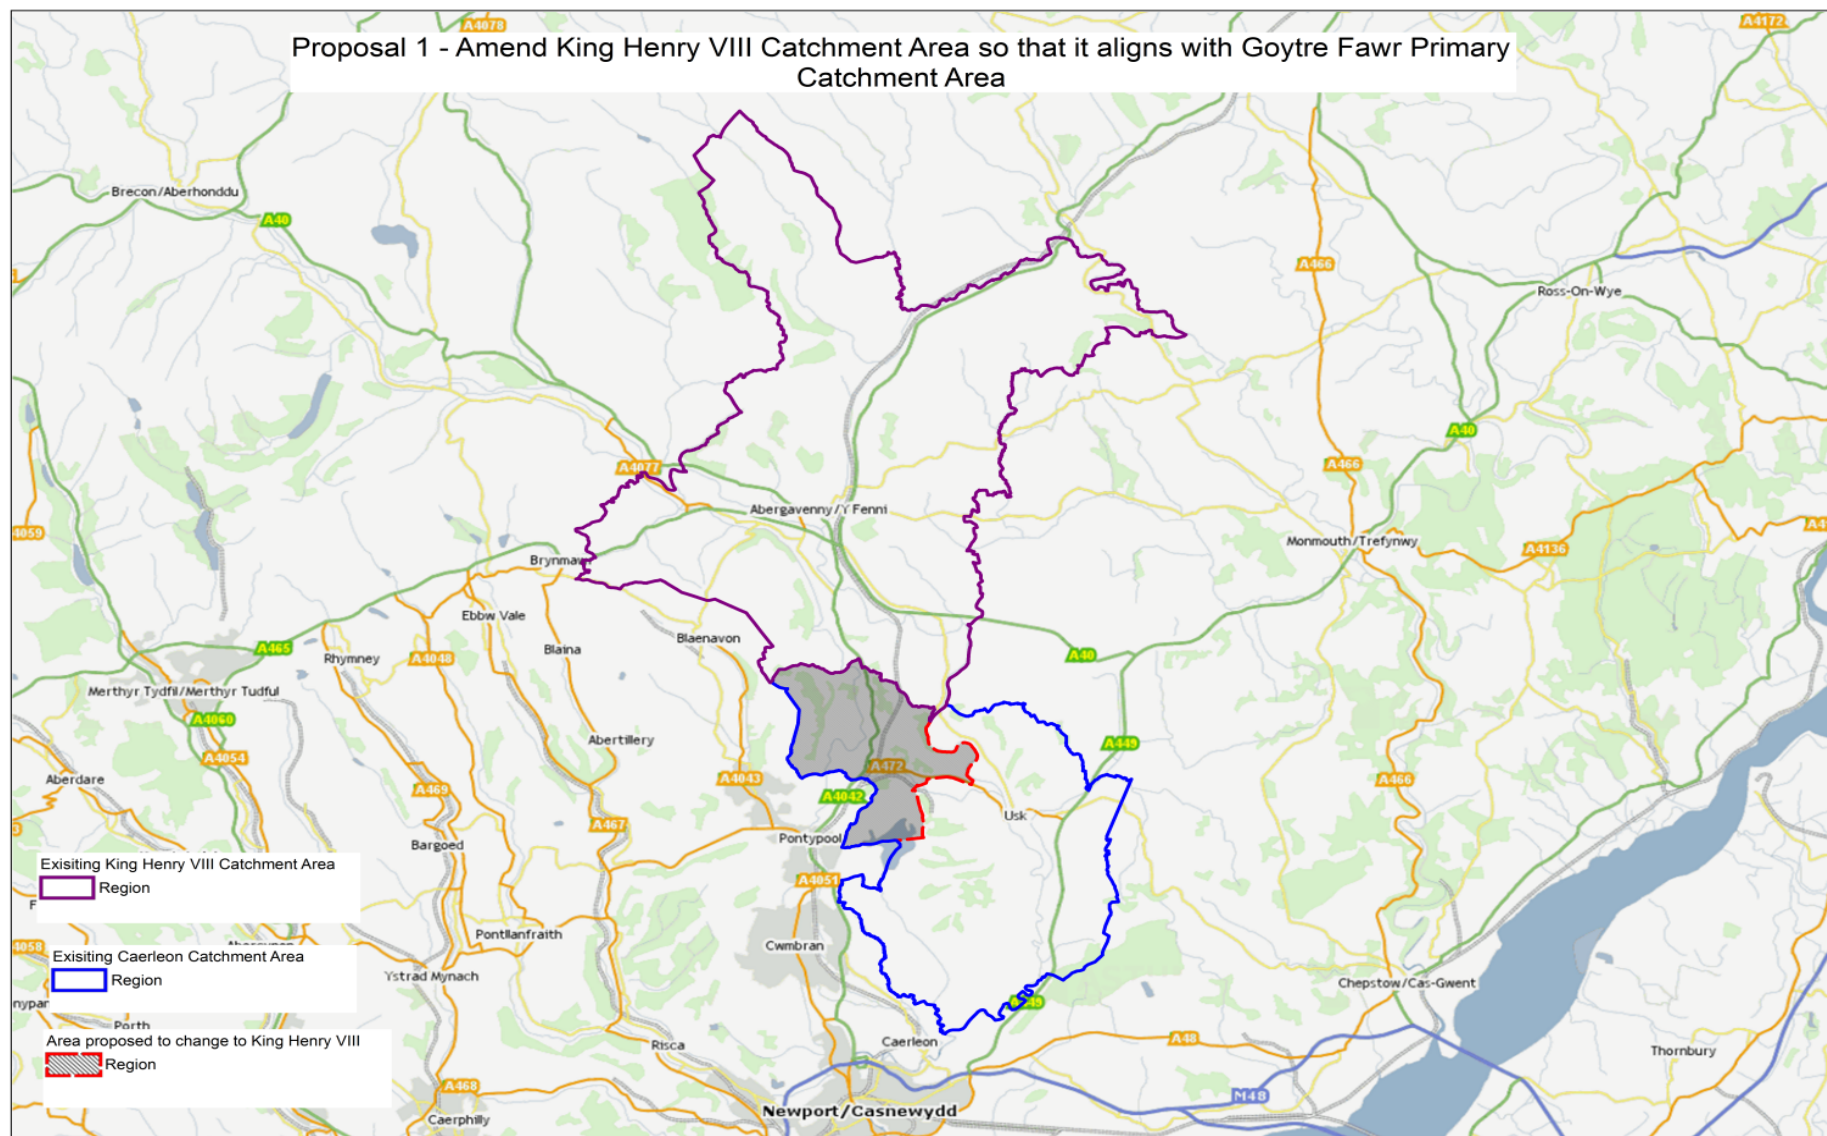 A4078
A4172
Proposal 1 - Amend King Henry VIII Catchment Area so that it aligns with Goytre Fawr Primary
Catchment Area
Brecon/Aberhonddu
A40
A466
Ross-On-Wye
A40
A4077
A466
Abergavenny/Y Fenni
4059
Monmouth/Trefynwy
A4136
Brynmawr
Ebbw Vale
Blaenavon
A465
Rhymney
A4048
Blaina
A40
Merthyr Tydfil/Merthyr Tudful
A4060
A4054
Abertillery
A449
Aberdare
A4043
A472
A466
A469
A4042
Usk
A467
Bargoed
Pontypool
Exisiting King Henry VIII Catchment Area
Region
A4051
Pontllanfraith
Cwmbran
4058
Exisiting Caerleon Catchment Area
Region
Ystrad Mynach
Chepstow/Cas-Gwent
Porth
Area proposed to change to King Henry VIII
Region
Risca
Caerleon
A48
Thornbury
A468
M48
Caerphilly
Newport/Casnewydd